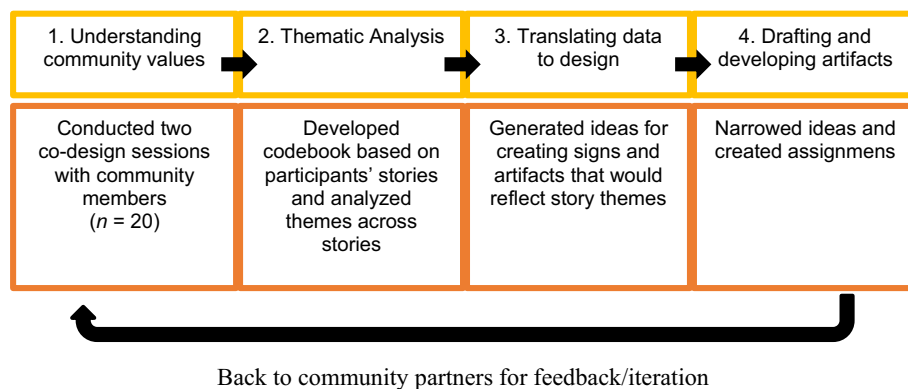 1. Understanding
community values
2. Thematic Analysis
3. Translating data
to design
4. Drafting and
developing artifacts
Conducted two
co-design sessions
with community
members
(n = 20)
Developed
codebook based on
participants' stories
and analyzed
themes across
stories
Generated ideas for
creating signs and
artifacts that would
reflect story themes
Narrowed ideas and
created assignmens
Back to community partners for feedback/iteration